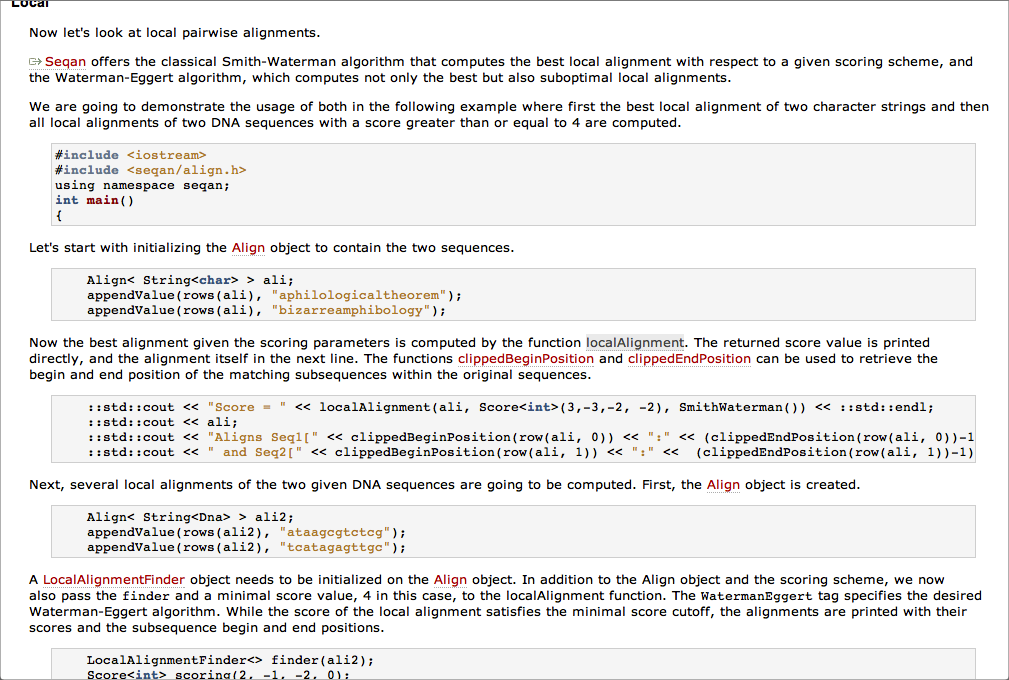 Local
Now let's look at local pairwise alignments.
Seqan offers the classical Smith-Waterman algorithm that computes the best local alignment with respect to a given scoring scheme, and
the Waterman-Eggert algorithm, which computes not only the best but also suboptimal local alignments.
We are going to demonstrate the usage of both in the following example where first the best local alignment of two character strings and then
all local alignments of two DNA sequences with a score greater than or equal to 4 are computed.
#include <iostream>
#include <seqan/align.h>
using namespace seqan;
int main()
{
Let's start with initializing the Align object to contain the two sequences.
Align< String<char> > ali;
appendValue(rows(ali), "aphilologicaltheorem");
appendValue(rows(ali), "bizarreamphibology");
Now the best alignment given the scoring parameters is computed by the function localAlignment. The returned score value is printed
directly, and the alignment itself in the next line. The functions clippedBeginPosition and clippedEndPosition can be used to retrieve the
begin and end position of the matching subsequences within the original sequences.
::std::cout << "Score = " << localAlignment(ali, Score<int>(3,-3,-2, -2), SmithWaterman()) << ::std::endl;
::std::cout << ali;
::std::cout << "Aligns Seq1[" << clippedBeginPosition(row(ali, 0)) << ":" << (clippedEndPosition(row(ali, 0))-1
::std::cout << " and Seq2[" << clippedBeginPosition(row(ali, 1)) << ":" <<  (clippedEndPosition(row(ali, 1))-1)
Next, several local alignments of the two given DNA sequences are going to be computed. First, the Align object is created.
Align< String<Dna> > ali2;
appendValue(rows(ali2), "ataagcgtctcg");
appendValue(rows(ali2), "tcatagagttgc");
A LocalAlignmentFinder object needs to be initialized on the Align object. In addition to the Align object and the scoring scheme, we now
also pass the finder and a minimal score value, 4 in this case, to the localAlignment function. The WatermanEggert tag specifies the desired
Waterman-Eggert algorithm. While the score of the local alignment satisfies the minimal score cutoff, the alignments are printed with their
scores and the subsequence begin and end positions.
LocalAlignmentFinder<> finder(ali2);
Score<int> scoring(2, -1, -2, 0);